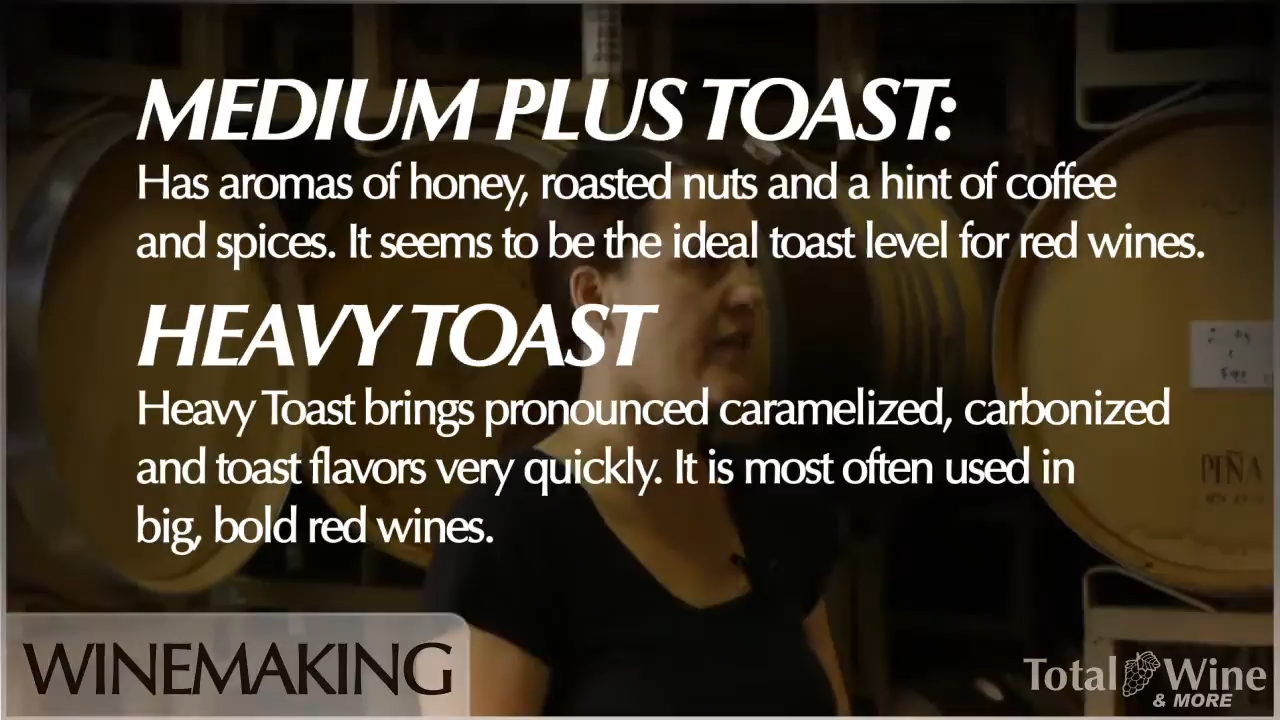 MEDIUM PLUS TOAST:
Has aromas of honey, roasted nuts and a hint of coffee
and spices. It seems to be the ideal toast level for red wines.
HEAVY TOAST
Heavy Toast brings pronounced caramelized, carbonized
and toast flavors very quickly. It is most often used in
big, bold red wines.
PIÑA
WINEMAKING
Total Wine
& MORE